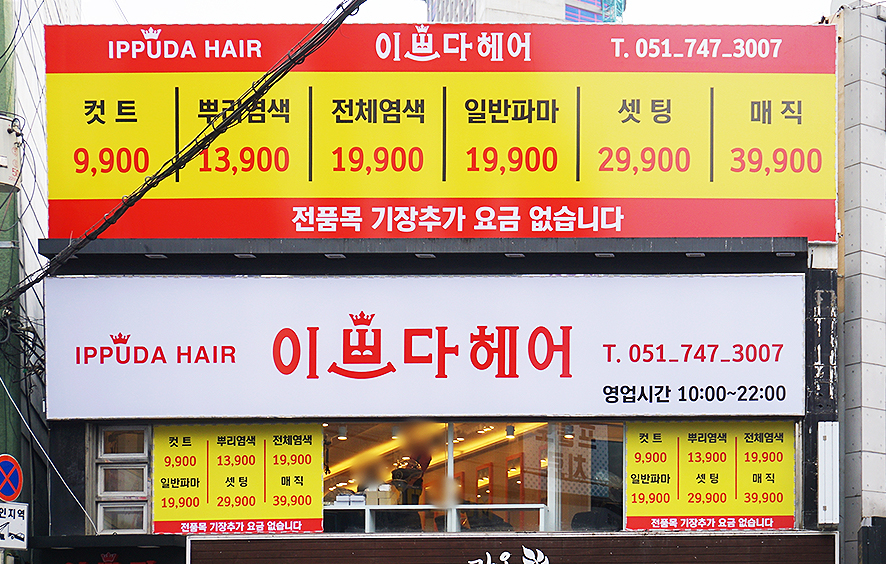 IPPUDA HAIR 이쁘다헤어 T. 051_747_3007
컷트 뿌리염색 전체염색 일반파마 셋팅 매직
9,900 13,900 19,900 19,900 29,900 39,900
전품목 기장추가 요금 없습니다
IPPUDA HAIR 이쁘다헤어 T. 051_747_3007
영업시간 10:00~22:00
컷트 뿌리염색 전체염색
9,900 13,900 19,900
일반파마 셋팅 매직
19,900 29,900 39,900
전품목 기장추가 요금 없습니다
컷트 뿌리염색 전체염색
9,900 13,900 19,900
일반파마 셋팅 매직
19,900 29,900 39,900
전품목 기장추가 요금 없습니다
인지역